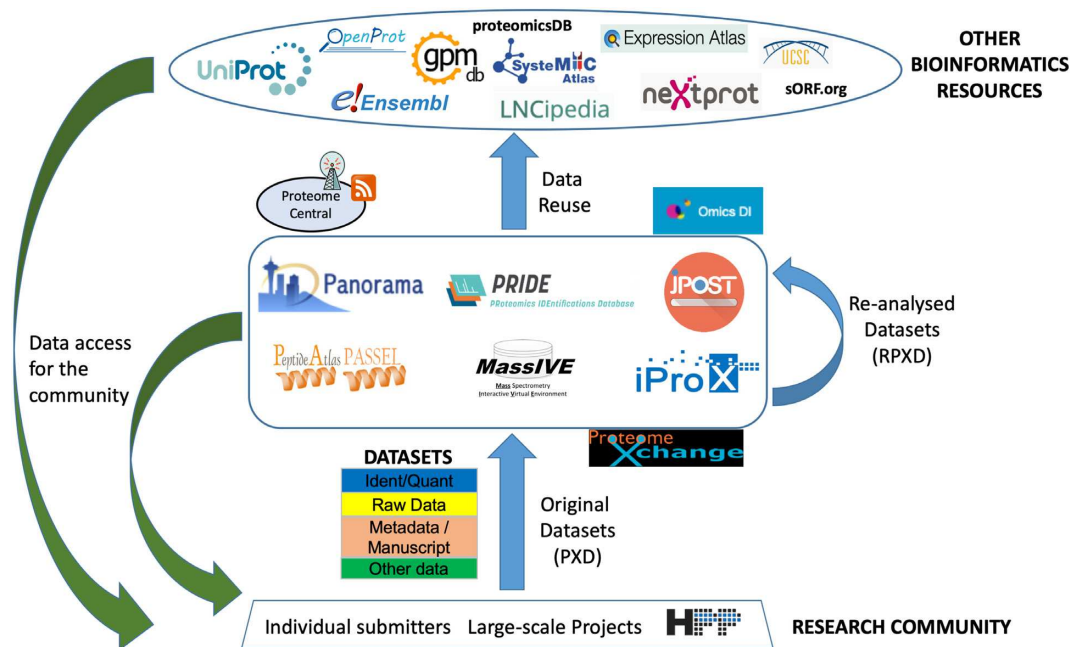 proteomicsDB
OpenProt
UniProt
gpm
db
SysteMHC
Atlas
Expression Atlas
UCSC
e!Ensembl
LNCipedia
neXtprot
sORF.org
OTHER
BIOINFORMATICS
RESOURCES
Proteome
Central
Data
Reuse
Omics DI
Panorama
PRIDE
PRoteomics IDEntifications Database
jPOST
PeptideAtlas PASSEL
MassIVE
Mass Spectrometry
Interactive Virtual Environment
iProX
Re-analysed
Datasets
(RPXD)
Data access
for the
community
Proteome
Xchange
DATASETS
Ident/Quant
Raw Data
Metadata /
Manuscript
Other data
Original
Datasets
(PXD)
Individual submitters
Large-scale Projects
HPP
RESEARCH COMMUNITY